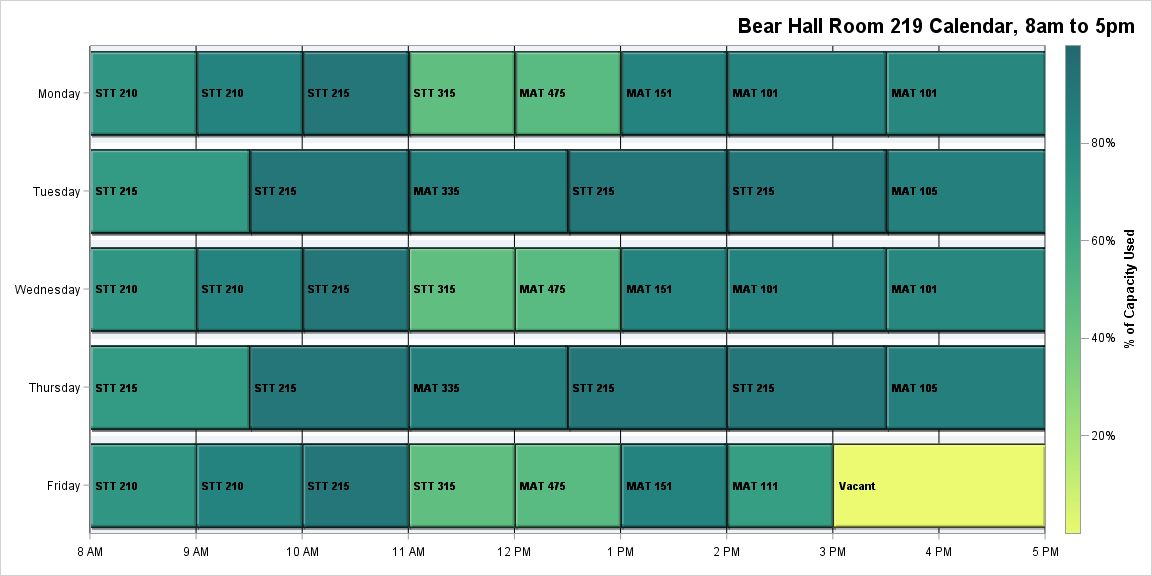 Bear Hall Room 219 Calendar, 8am to 5pm
Monday STT 210 STT 210 STT 215 STT 315 MAT 475 MAT 151 MAT 101 MAT 101
Tuesday STT 215 STT 215 MAT 335 STT 215 STT 215 MAT 105
Wednesday STT 210 STT 210 STT 215 STT 315 MAT 475 MAT 151 MAT 101 MAT 101
Thursday STT 215 STT 215 MAT 335 STT 215 STT 215 MAT 105
Friday STT 210 STT 210 STT 215 STT 315 MAT 475 MAT 151 MAT 111 Vacant
8 AM 9 AM 10 AM 11 AM 12 PM 1 PM 2 PM 3 PM 4 PM 5 PM
80%
60%
40%
20%
% of Capacity Used